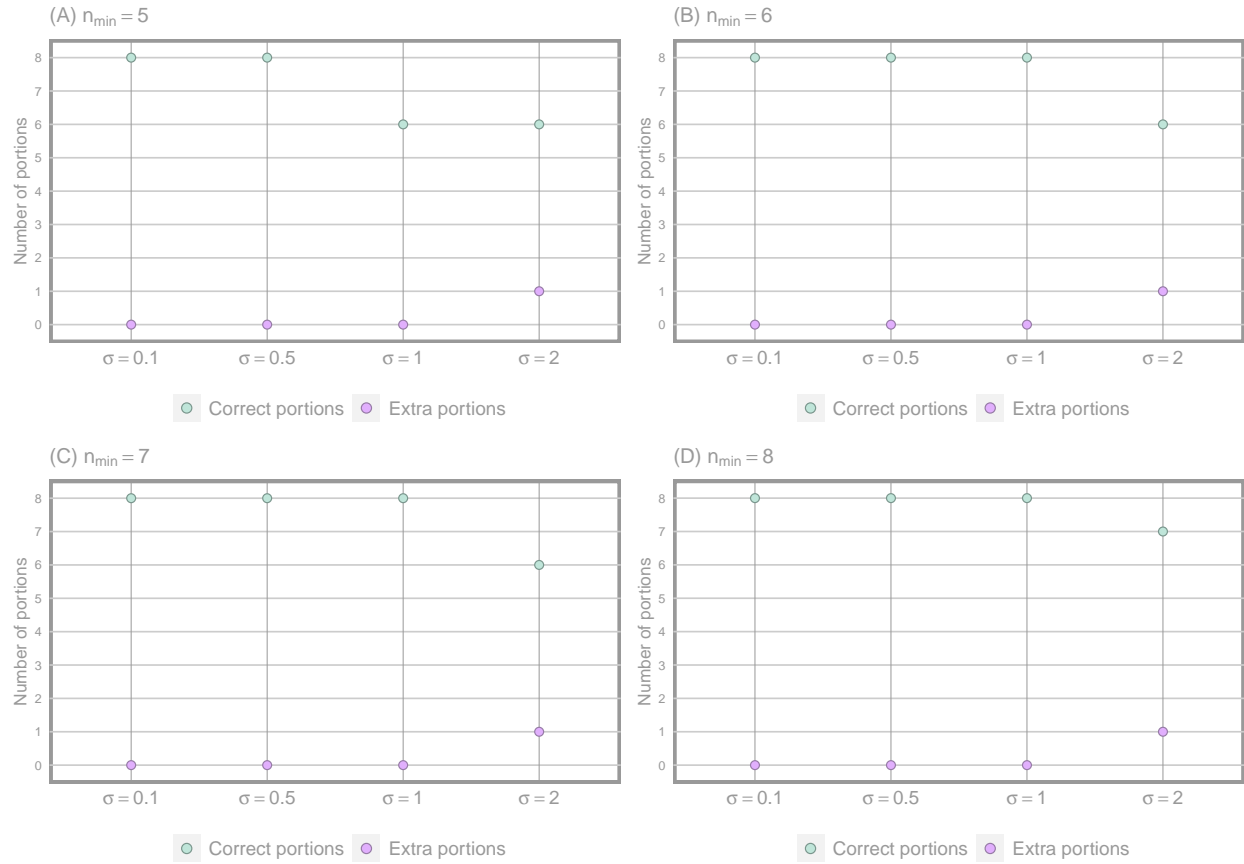 (A) nmin = 5
Number of portions
8
7
6
5
4
3
2
1
0
σ = 0.1 σ = 0.5 σ = 1 σ = 2
Correct portions Extra portions
(B) nmin = 6
Number of portions
8
7
6
5
4
3
2
1
0
σ = 0.1 σ = 0.5 σ = 1 σ = 2
Correct portions Extra portions
(C) nmin = 7
Number of portions
8
7
6
5
4
3
2
1
0
σ = 0.1 σ = 0.5 σ = 1 σ = 2
Correct portions Extra portions
(D) nmin = 8
Number of portions
8
7
6
5
4
3
2
1
0
σ = 0.1 σ = 0.5 σ = 1 σ = 2
Correct portions Extra portions